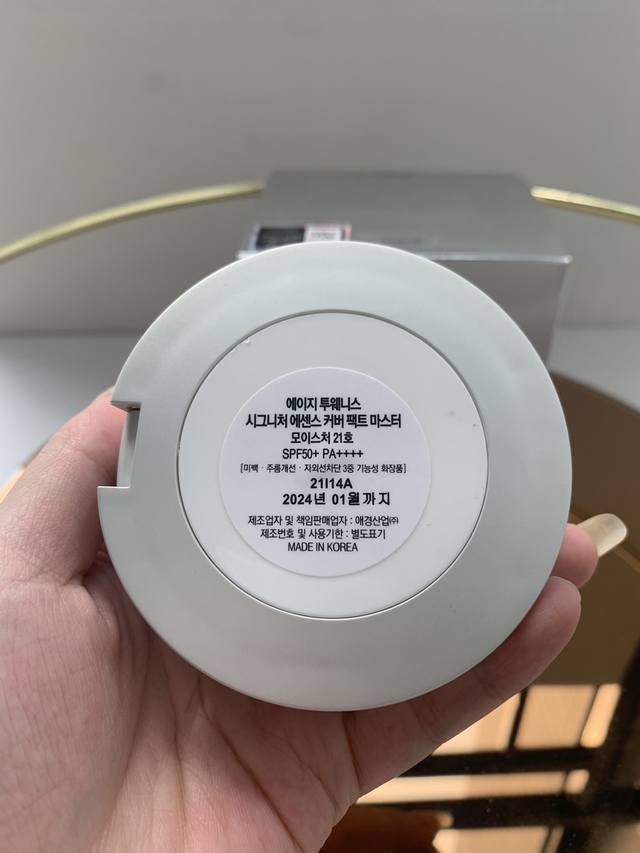 에이지 투웨니스
시그니처 에센스 커버 팩트 마스터
모이스처 21호
SPF50+ PA++++
[미백 · 주름개선 · 자외선차단 3중 기능성 화장품]
21I14A
2024년 01월까지
제조업자 및 책임판매업자 : 애경산업㈜
제조번호 및 사용기한 : 별도표기
MADE IN KOREA